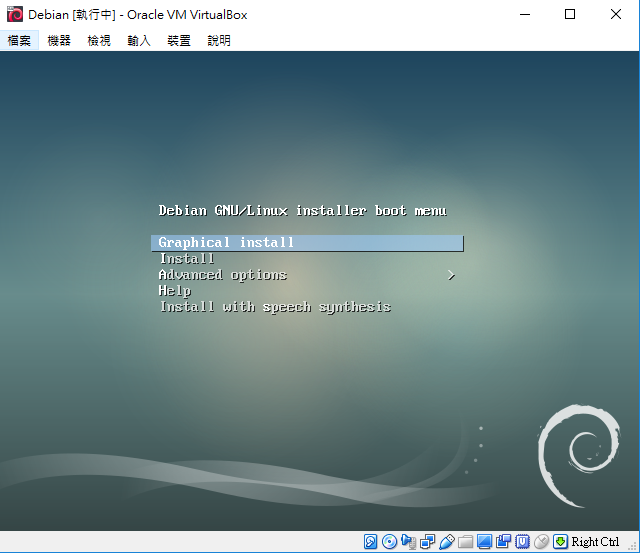 Debian [執行中] - Oracle VM VirtualBox
檔案 機器 檢視 輸入 裝置 說明
Debian GNU/Linux installer boot menu
Graphical install
Install
Advanced options >
Help
Install with speech synthesis
Right Ctrl